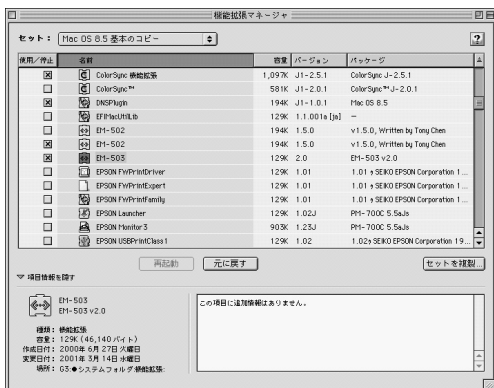 機能拡張マネージャ
セット： Mac OS 8.5 基本のコピー
使用／停止 名前 容量 バージョン パッケージ
ColorSync 機能拡張 1,097K J1-2.5.1 ColorSync J-2.5.1
ColorSync™ 581K J1-2.0.1 ColorSync™ J-2.0.1
DNSPlugin 194K J1-1.0.1 Mac OS 8.5
EFIMacUtilLib 129K 1.1.001a [ja] –
EM-502 194K 1.5.0 v1.5.0, Written by Tony Chen
EM-502 194K 1.5.0 v1.5.0, Written by Tony Chen
EM-503 129K 2.0 EM-503 v2.0
EPSON FWPrintDriver 129K 1.01 1.01 , SEIKO EPSON Corporation 1...
EPSON FWPrintExpert 129K 1.01 1.01 , SEIKO EPSON Corporation 1...
EPSON FWPrintFamily 129K 1.01 1.01 , SEIKO EPSON Corporation 1...
EPSON Launcher 129K 1.02J PM-700C 5.5aJs
EPSON Monitor3 903K 1.23J PM-700C 5.5aJs
EPSON USBPrintClass1 129K 1.02 1.02, SEIKO EPSON Corporation 19...
再起動 元に戻す セットを複製...
項目情報を隠す
EM-503
EM-503 v2.0
この項目に追加情報はありません。
種類：機能拡張
容量：129K (46,140 バイト)
作成日付：2000年 6月 27日 火曜日
変更日付：2001年 3月 14日 水曜日
場所：G3:●システムフォルダ:機能拡張: